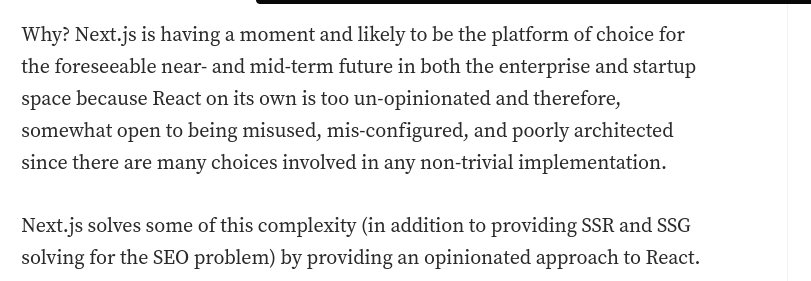 Why? Next.js is having a moment and likely to be the platform of choice for
the foreseeable near- and mid-term future in both the enterprise and startup
space because React on its own is too un-opinionated and therefore,
somewhat open to being misused, mis-configured, and poorly architected
since there are many choices involved in any non-trivial implementation.
Next.js solves some of this complexity (in addition to providing SSR and SSG
solving for the SEO problem) by providing an opinionated approach to React.